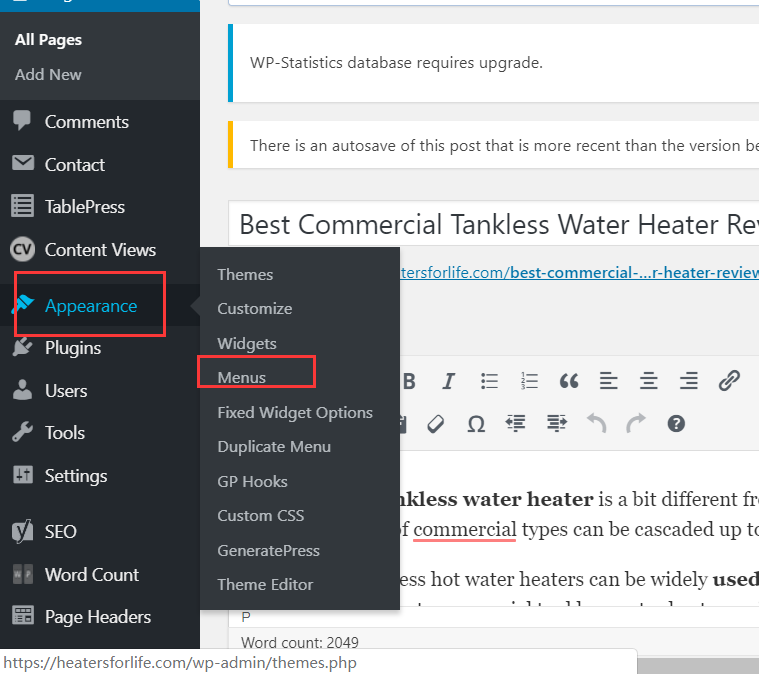 All Pages
Add New
Comments
Contact
TablePress
CV Content Views
Appearance
Plugins
Users
Tools
Settings
SEO
Word Count
Page Headers
Themes
Customize
Widgets
Menus
Fixed Widget Options
Duplicate Menu
GP Hooks
Custom CSS
GeneratePress
Theme Editor
WP-Statistics database requires upgrade.
There is an autosave of this post that is more recent than the version be
Best Commercial Tankless Water Heater Rev
tersforlife.com/best-commercial-...r-heater-review
B I
nkless water heater is a bit different fr
of commercial types can be cascaded up to
ess hot water heaters can be widely used
P
Word count: 2049
https://heatersforlife.com/wp-admin/themes.php